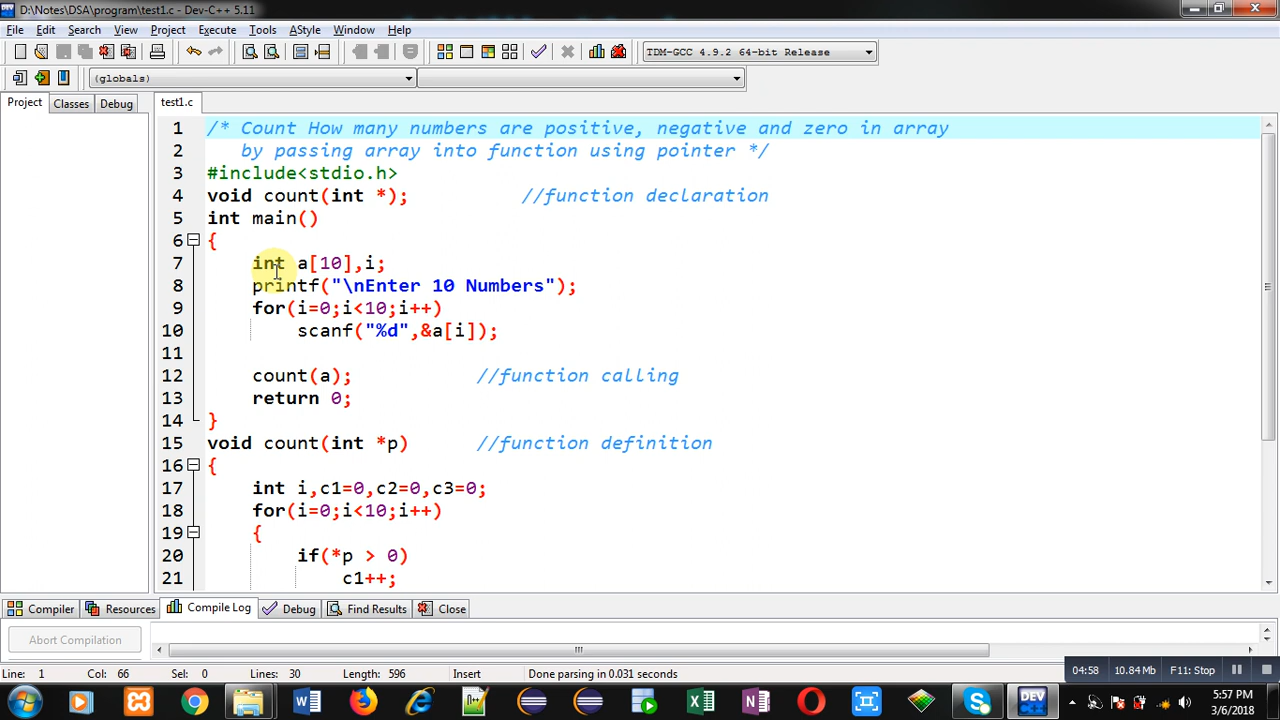 D:\Notes\DSA\program\test1.c - Dev-C++ 5.11
File Edit Search View Project Execute Tools AStyle Window Help
TDM-GCC 4.9.2 64-bit Release
(globals)
Project Classes Debug test1.c
1 /* Count How many numbers are positive, negative and zero in array
2 by passing array into function using pointer */
3 #include<stdio.h>
4 void count(int *); //function declaration
5 int main()
6 {
7 int a[10],i;
8 printf("\nEnter 10 Numbers");
9 for(i=0;i<10;i++)
10 scanf("%d",&a[i]);
11
12 count(a); //function calling
13 return 0;
14 }
15 void count(int *p) //function definition
16 {
17 int i,c1=0,c2=0,c3=0;
18 for(i=0;i<10;i++)
19 {
20 if(*p > 0)
21 c1++;
Compiler Resources Compile Log Debug Find Results Close
Abort Compilation
Line: 1 Col: 66 Sel: 0 Lines: 30 Length: 596 Insert Done parsing in 0.031 seconds
04:58 10.84 Mb F11: Stop
5:57 PM
3/6/2018